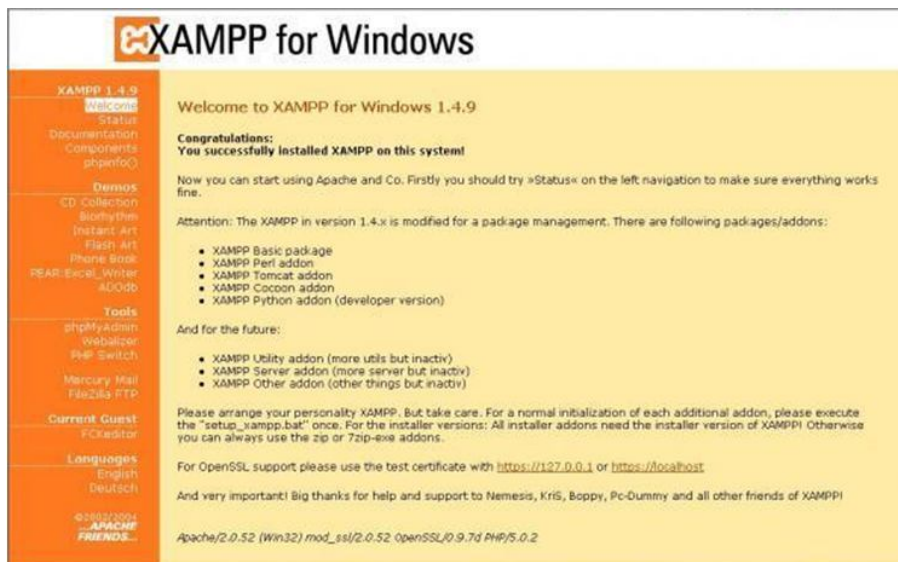 XAMPP for Windows
XAMPP 1.4.9
Welcome
Status
Documentation
Components
phpinfo()
Demos
CD Collection
Biorhythm
Instant Art
Flash Art
Phone Book
PEAR:Excel_Writer
ADOdb
Tools
phpMyAdmin
Webalizer
PHP Switch
Mercury Mail
FileZilla FTP
Current Guest
FCKeditor
Languages
English
Deutsch
©2002/2004
...APACHE
FRIENDS...
Welcome to XAMPP for Windows 1.4.9
Congratulations:
You successfully installed XAMPP on this system!
Now you can start using Apache and Co. Firstly you should try »Status« on the left navigation to make sure everything works
fine.
Attention: The XAMPP in version 1.4.x is modified for a package management. There are following packages/addons:
• XAMPP Basic package
• XAMPP Perl addon
• XAMPP Tomcat addon
• XAMPP Cocoon addon
• XAMPP Python addon (developer version)
And for the future:
• XAMPP Utility addon (more utils but inactiv)
• XAMPP Server addon (more server but inactiv)
• XAMPP Other addon (other things but inactiv)
Please arrange your personality XAMPP. But take care. For a normal initialization of each additional addon, please execute
the "setup_xampp.bat" once. For the installer versions: All installer addons need the installer version of XAMPP! Otherwise
you can always use the zip or 7zip-exe addons.
For OpenSSL support please use the test certificate with https://127.0.0.1 or https://localhost
And very important! Big thanks for help and support to Nemesis, KriS, Boppy, Pc-Dummy and all other friends of XAMPP!
Apache/2.0.52 (Win32) mod_ssl/2.0.52 OpenSSL/0.9.7d PHP/5.0.2